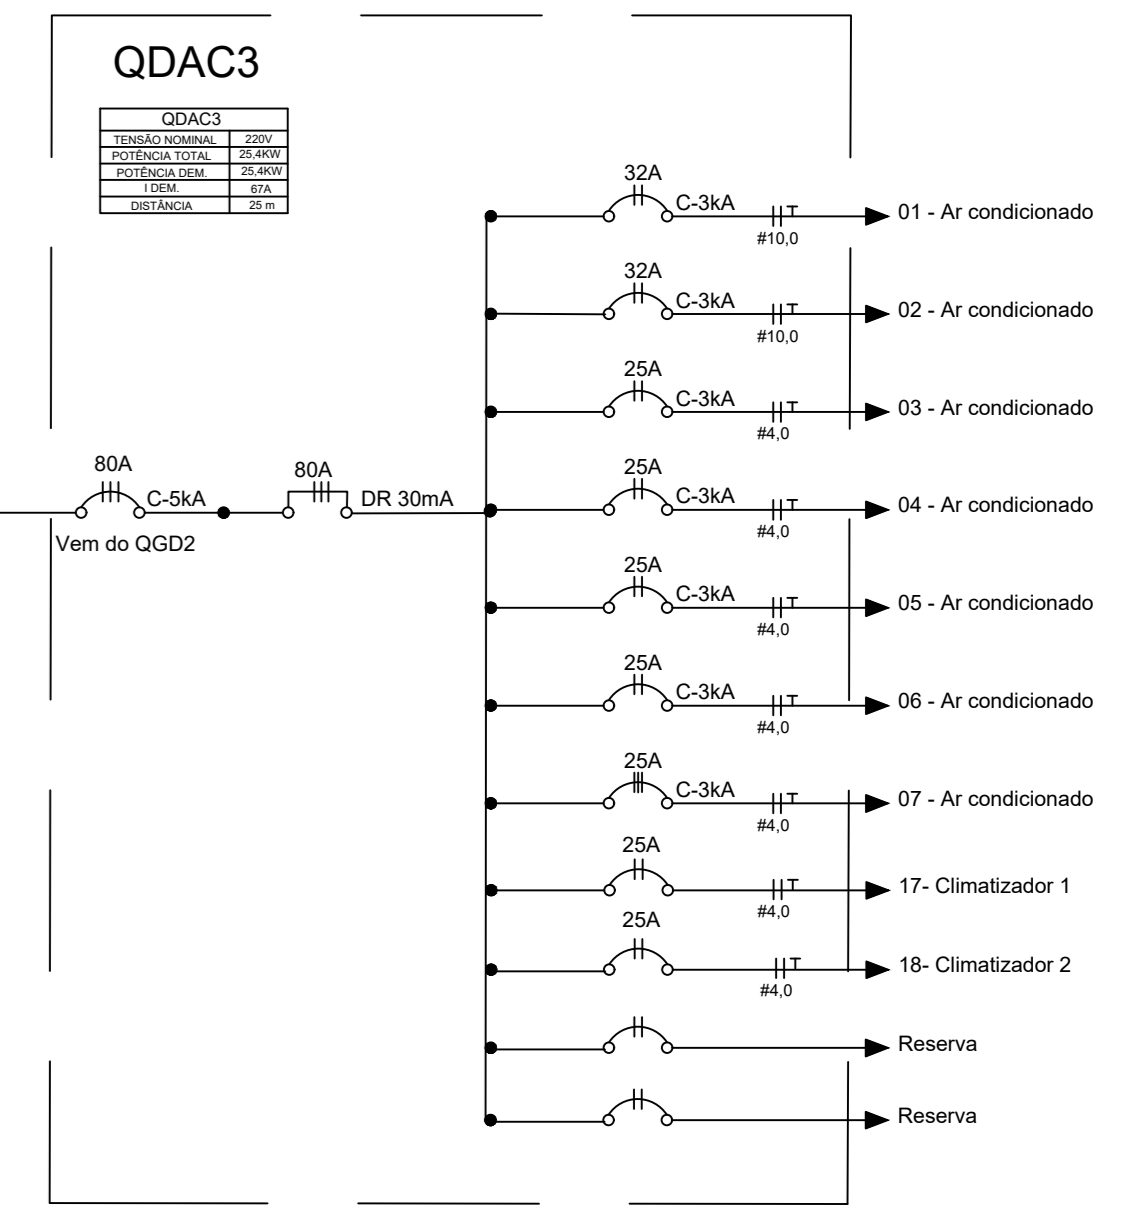 QDAC3
QDAC3
TENSÃO NOMINAL 220V
POTÊNCIA TOTAL 25,4KW
POTÊNCIA DEM. 25,4KW
I DEM. 67A
DISTÂNCIA 25 m
32A
C-3kA
T
#10,0
01 - Ar condicionado
32A
C-3kA
T
#10,0
02 - Ar condicionado
25A
C-3kA
T
#4,0
03 - Ar condicionado
80A
C-5kA
Vem do QGD2
80A
DR 30mA
25A
C-3kA
T
#4,0
04 - Ar condicionado
25A
C-3kA
T
#4,0
05 - Ar condicionado
25A
C-3kA
T
#4,0
06 - Ar condicionado
25A
C-3kA
T
#4,0
07 - Ar condicionado
25A
T
#4,0
17- Climatizador 1
25A
T
#4,0
18- Climatizador 2
Reserva
Reserva